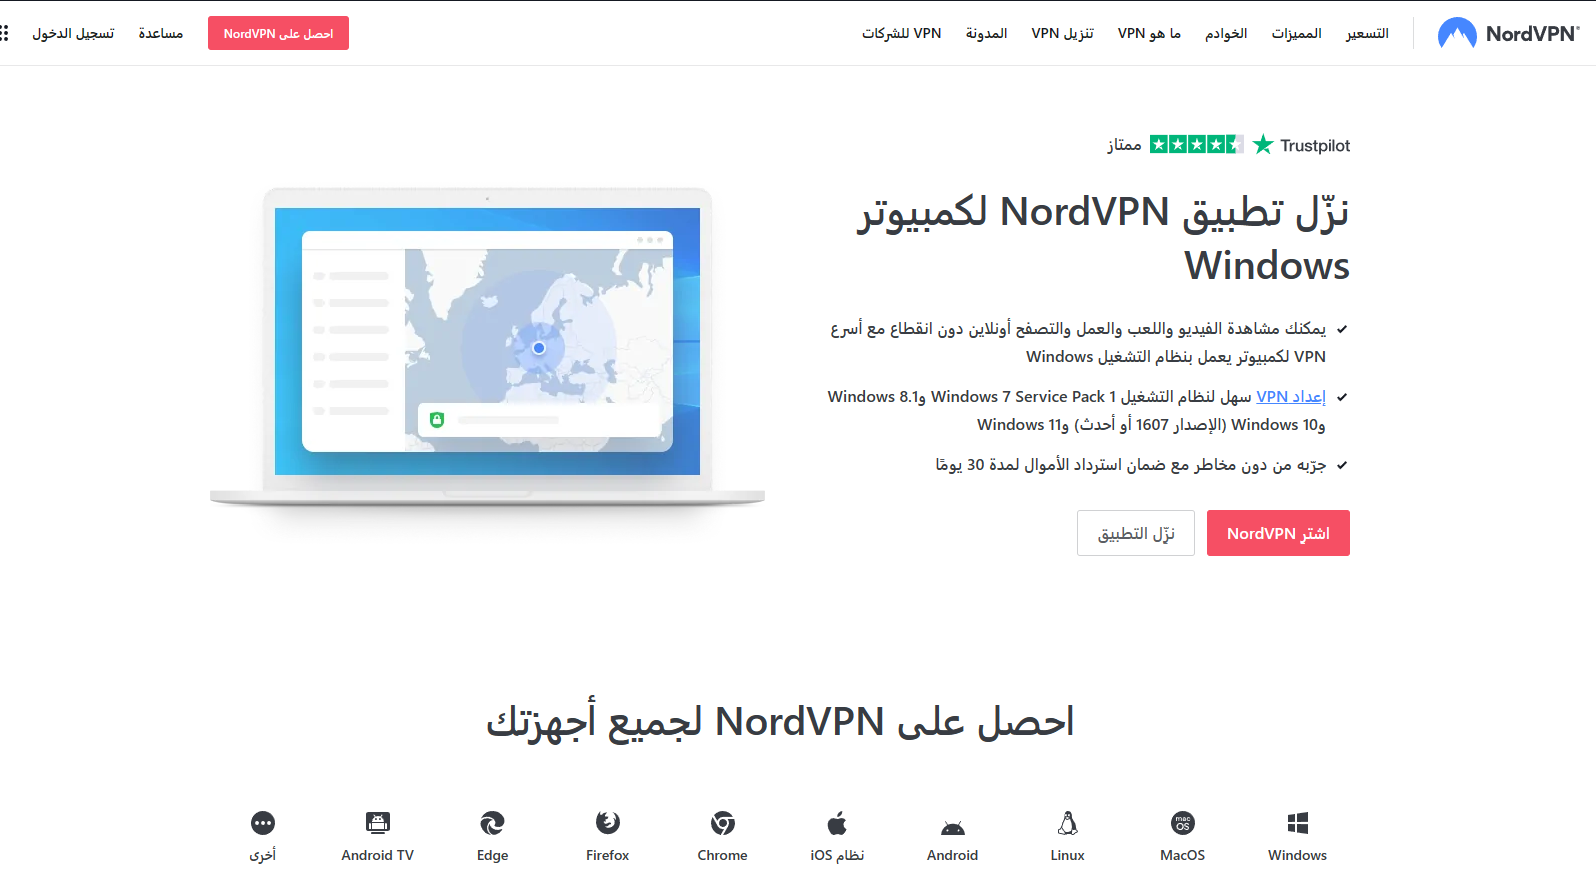 NordVPN®
التسعير
المميزات
الخوادم
ما هو VPN
تنزيل VPN
المدونة
VPN للشركات
احصل على NordVPN
مساعدة
تسجيل الدخول
Trustpilot ممتاز
نزّل تطبيق NordVPN لكمبيوتر
Windows
يمكنك مشاهدة الفيديو واللعب والعمل والتصفح أونلاين دون انقطاع مع أسرع
VPN لكمبيوتر يعمل بنظام التشغيل Windows
إعداد VPN سهل لنظام التشغيل Windows 7 Service Pack 1 وWindows 8.1
وWindows 10 (الإصدار 1607 أو أحدث) وWindows 11
جرّبه من دون مخاطر مع ضمان استرداد الأموال لمدة 30 يومًا
اشترِ NordVPN
نزّل التطبيق
احصل على NordVPN لجميع أجهزتك
mac
OS
Windows
MacOS
Linux
Android
نظام iOS
Chrome
Firefox
Edge
Android TV
أخرى